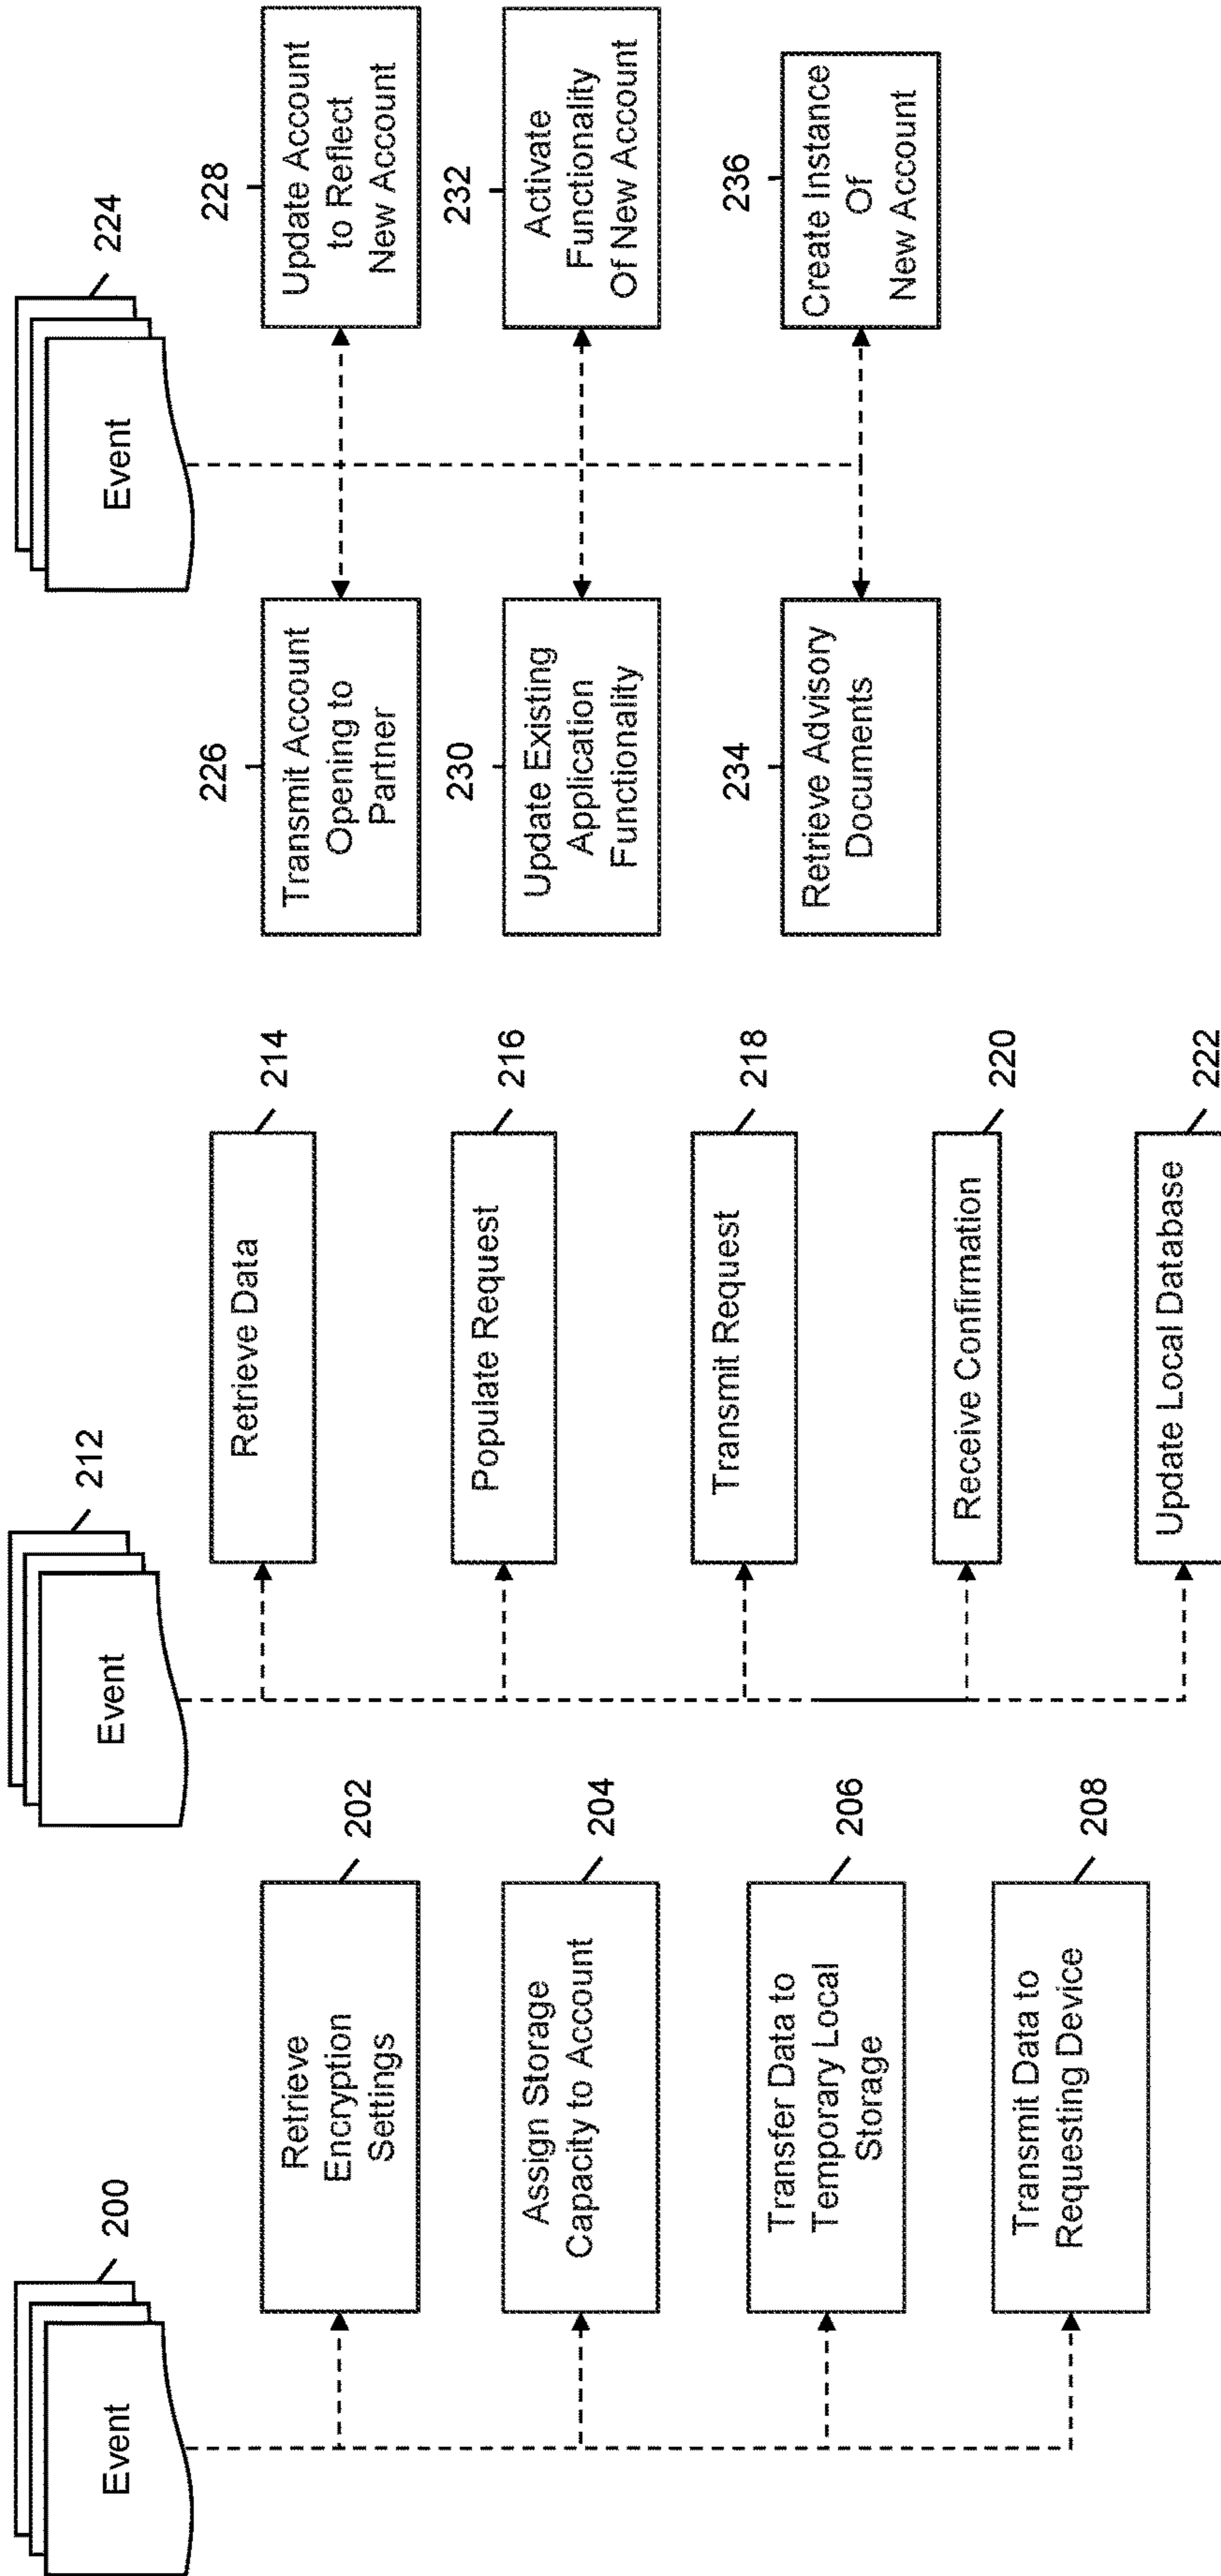 Event
200
Retrieve
Encryption
Settings
202
Assign Storage
Capacity to Account
204
Transfer Data to
Temporary Local
Storage
206
Transmit Data to
Requesting Device
208
Event
212
Retrieve Data
214
Populate Request
216
Transmit Request
218
Receive Confirmation
220
Update Local Database
222
Event
224
226
Transmit Account
Opening to
Partner
228
Update Account
to Reflect
New Account
230
Update Existing
Application
Functionality
232
Activate
Functionality
Of New Account
234
Retrieve Advisory
Documents
236
Create Instance
Of
New Account